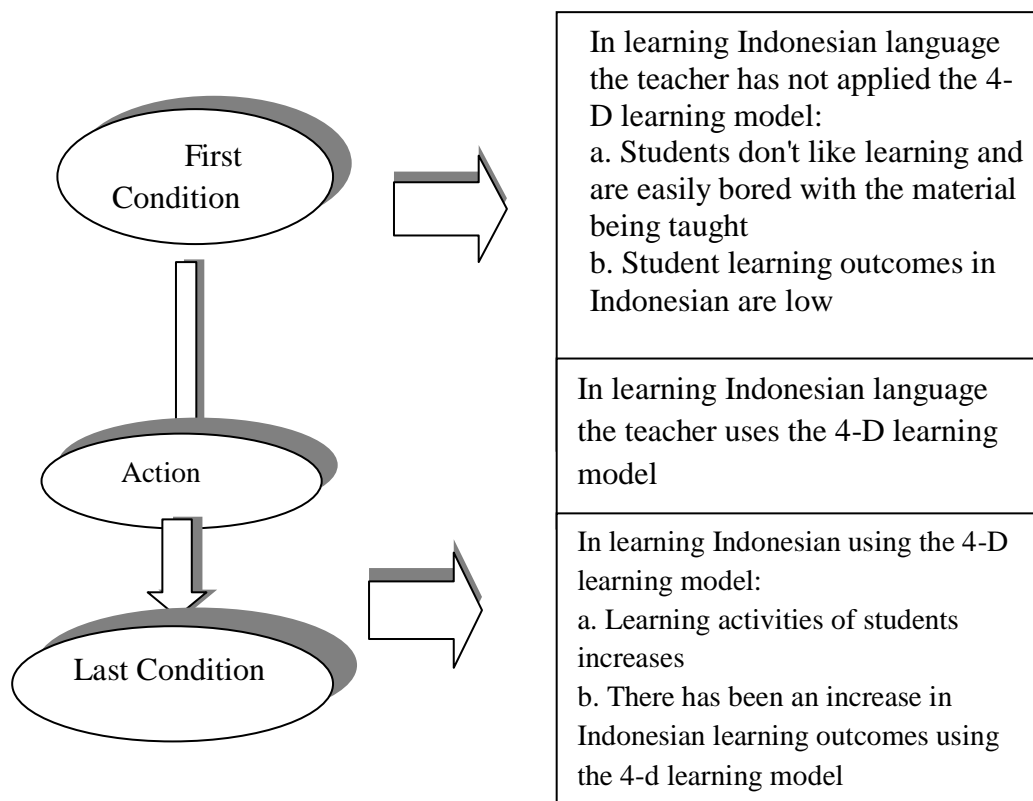 First
Condition
In learning Indonesian language
the teacher has not applied the 4-
D learning model:
a. Students don't like learning and
are easily bored with the material
being taught
b. Student learning outcomes in
Indonesian are low
Action
In learning Indonesian language
the teacher uses the 4-D learning
model
Last Condition
In learning Indonesian using the 4-D
learning model:
a. Learning activities of students
increases
b. There has been an increase in
Indonesian learning outcomes using
the 4-d learning model